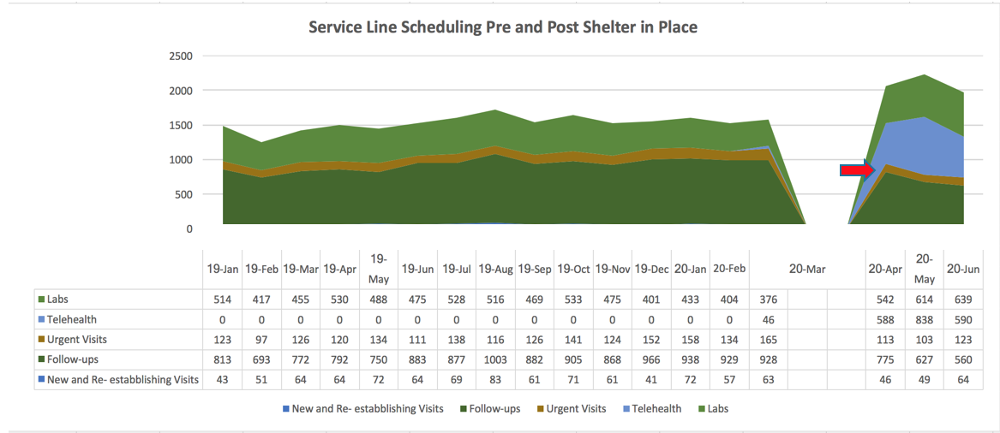 Service Line Scheduling Pre and Post Shelter in Place
2500
2000
1500
1000
500
0
19-Jan 19-Feb 19-Mar 19-Apr 19-May 19-Jun 19-Jul 19-Aug 19-Sep 19-Oct 19-Nov 19-Dec 20-Jan 20-Feb 20-Mar 20-Apr 20-May 20-Jun
Labs 514 417 455 530 488 475 528 516 469 533 475 401 433 404 376 542 614 639
Telehealth 0 0 0 0 0 0 0 0 0 0 0 0 0 0 46 588 838 590
Urgent Visits 123 97 126 120 134 111 138 116 126 141 124 152 158 134 165 113 103 123
Follow-ups 813 693 772 792 750 883 877 1003 882 905 868 966 938 929 928 775 627 560
New and Re- estabblishing Visits 43 51 64 64 72 64 69 83 61 71 61 41 72 57 63 46 49 64
New and Re- estabblishing Visits Follow-ups Urgent Visits Telehealth Labs